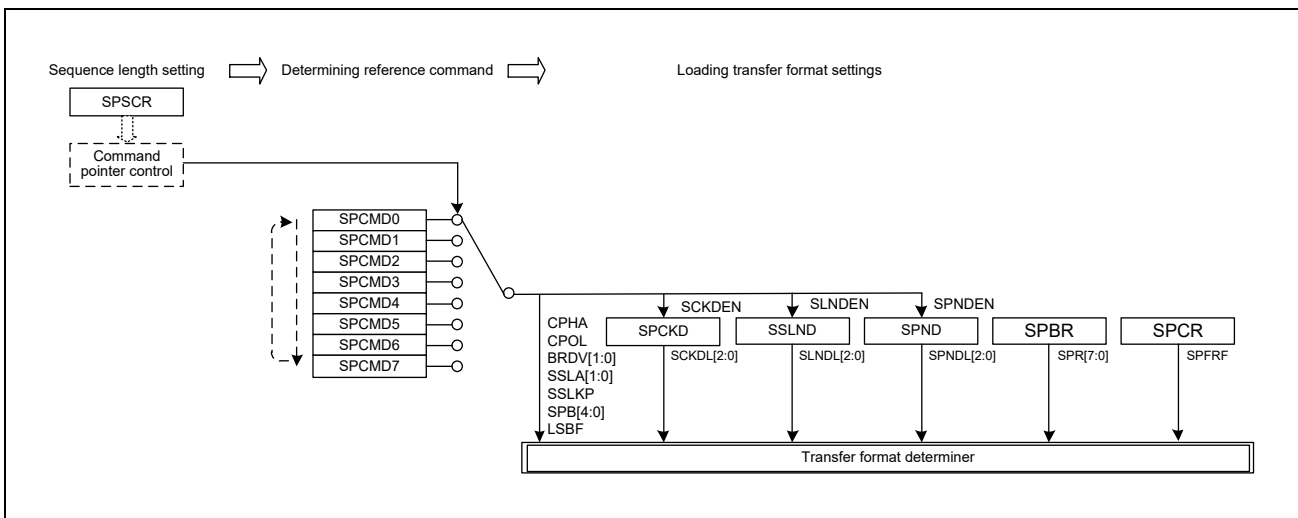 Sequence length setting
Determining reference command
Loading transfer format settings
SPSCR
Command
pointer control
SPCMD0
SPCMD1
SPCMD2
SPCMD3
SPCMD4
SPCMD5
SPCMD6
SPCMD7
CPHA
CPOL
BRDV[1:0]
SSLA[1:0]
SSLKP
SPB[4:0]
LSBF
SCKDEN
SPCKD
SCKDL[2:0]
SLNDEN
SSLND
SLNDL[2:0]
SPNDEN
SPND
SPNDL[2:0]
SPBR
SPR[7:0]
SPCR
SPFRF
Transfer format determiner